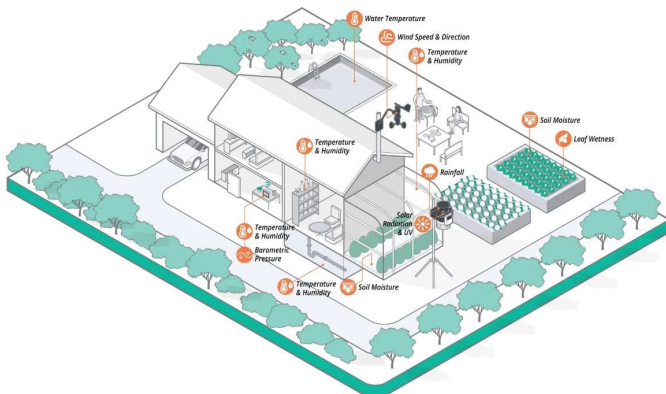 Water Temperature
Wind Speed & Direction
Temperature
& Humidity
Soil Moisture
Leaf Wetness
Temperature
& Humidity
Rainfall
Solar
Radiation
& UV
Temperature
& Humidity
Barometric
Pressure
Temperature
& Humidity
Soil Moisture